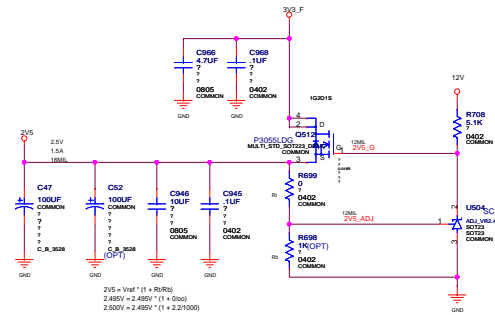 3V3_F
C966
4.7UF
?
?
?
0805
COMMON
C968
.1UF
?
?
?
0402
COMMON
GND
GND
1G2D1S
4
2
D
Q512
P3055LDG
COMMON
G
S
3
12MIL
2V5_G
12V
R708
5.1K
?
0402
COMMON
2V5
2.5V
1.5A
16MIL
C47
100UF
?
?
?
?
C_B_3528
COMMON
C52
100UF
COMMON
?
?
?
C_B_3528
(OPT)
C946
10UF
?
?
?
0805
COMMON
C945
.1UF
?
?
?
0402
COMMON
GND
GND
GND
GND
R699
0
?
0402
COMMON
Rt
12MIL
2V5_ADJ
1
2
3
U504
SC
SOT23
SOT23
COMMON
R698
1K(OPT)
?
0402
COMMON
Rb
GND
GND
2V5 = Vref * (1 + Rt/Rb)
2.495V = 2.495V * (1 + 0/oo)
2.500V = 2.495V * (1 + 2.2/1000)